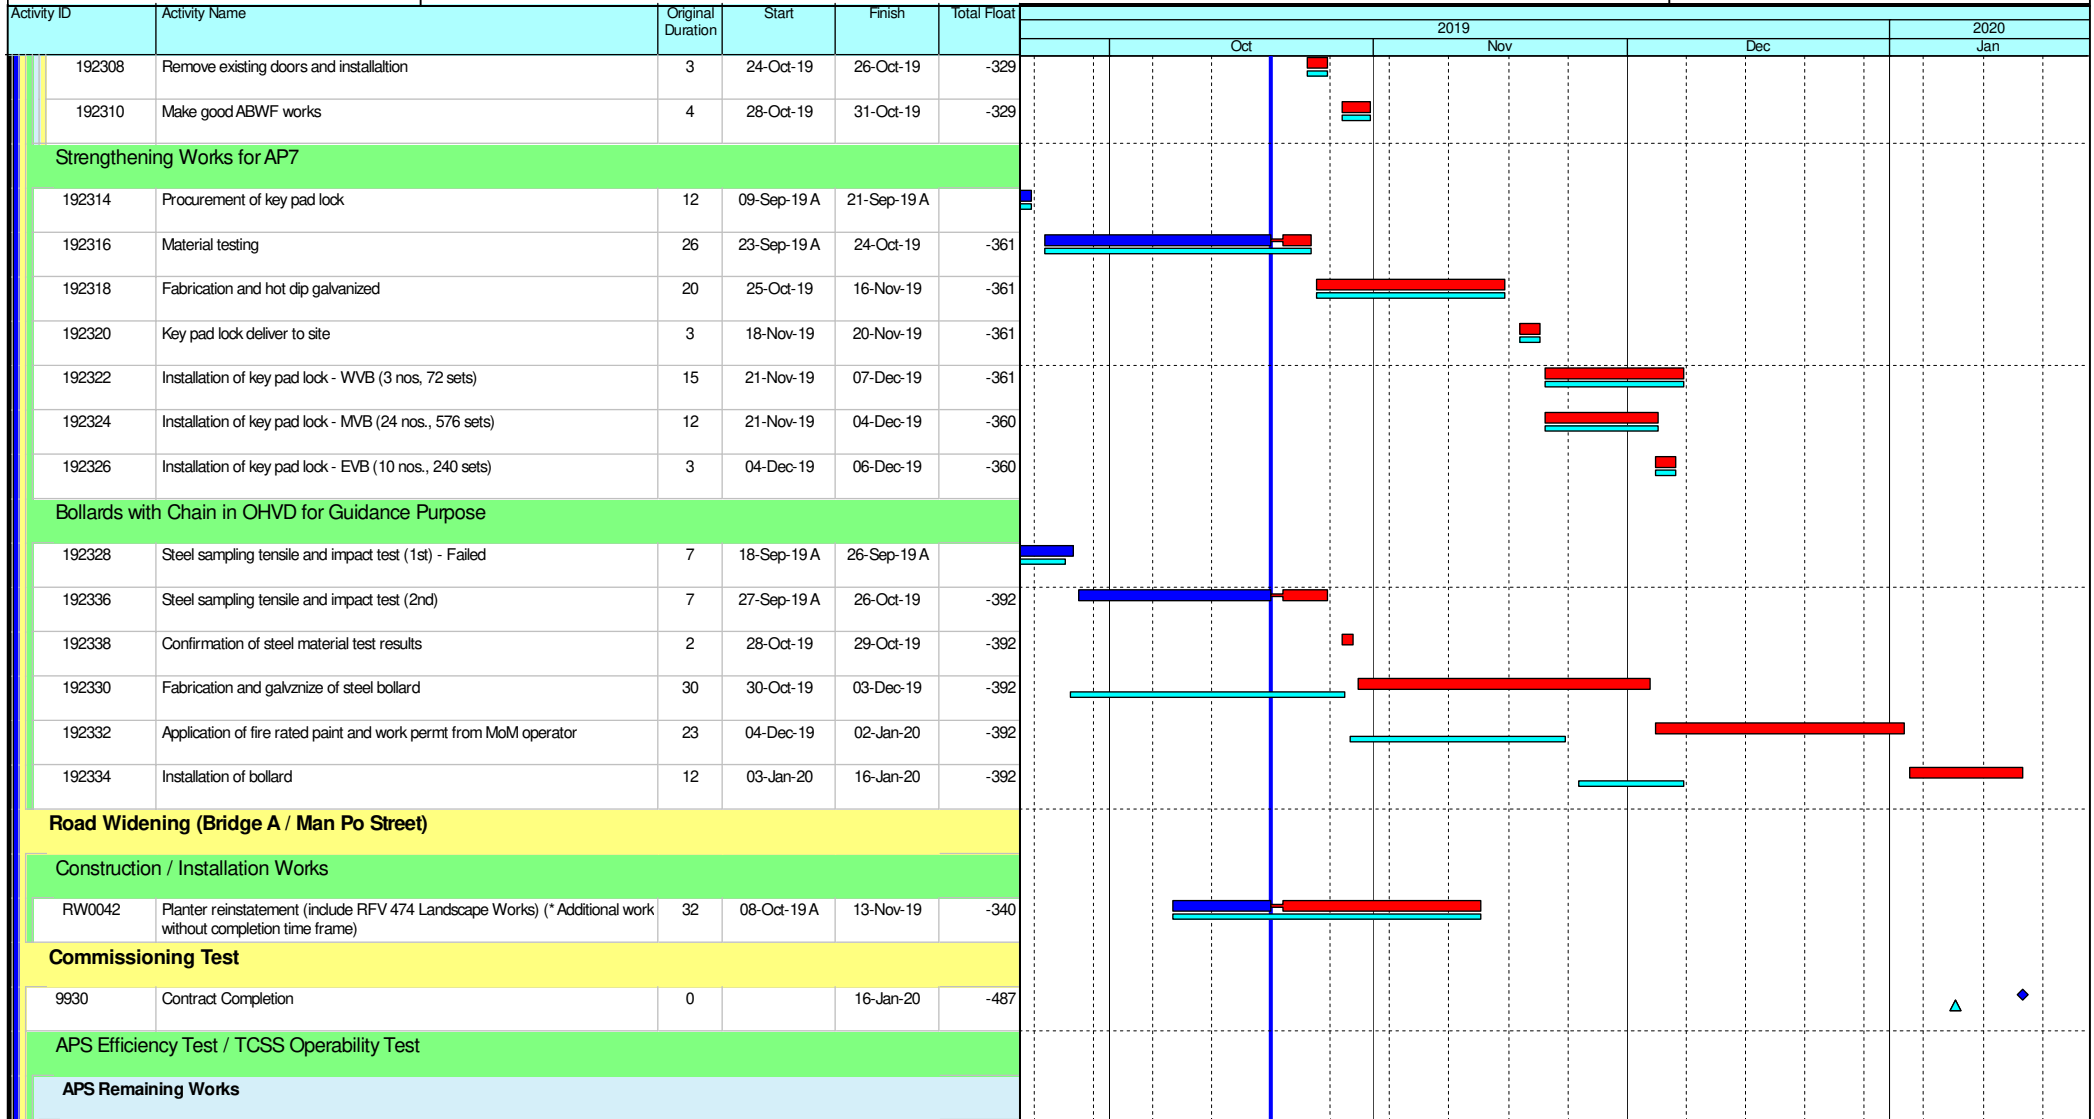 Activity ID Activity Name Original Duration Start Finish Total Float
2019 2020
Oct Nov Dec Jan
192308 Remove existing doors and installaltion 3 24-Oct-19 26-Oct-19 -329
192310 Make good ABWF works 4 28-Oct-19 31-Oct-19 -329
Strengthening Works for AP7
192314 Procurement of key pad lock 12 09-Sep-19 A 21-Sep-19 A
192316 Material testing 26 23-Sep-19 A 24-Oct-19 -361
192318 Fabrication and hot dip galvanized 20 25-Oct-19 16-Nov-19 -361
192320 Key pad lock deliver to site 3 18-Nov-19 20-Nov-19 -361
192322 Installation of key pad lock - WVB (3 nos, 72 sets) 15 21-Nov-19 07-Dec-19 -361
192324 Installation of key pad lock - MVB (24 nos., 576 sets) 12 21-Nov-19 04-Dec-19 -360
192326 Installation of key pad lock - EVB (10 nos., 240 sets) 3 04-Dec-19 06-Dec-19 -360
Bollards with Chain in OHVD for Guidance Purpose
192328 Steel sampling tensile and impact test (1st) - Failed 7 18-Sep-19 A 26-Sep-19 A
192336 Steel sampling tensile and impact test (2nd) 7 27-Sep-19 A 26-Oct-19 -392
192338 Confirmation of steel material test results 2 28-Oct-19 29-Oct-19 -392
192330 Fabrication and galvznize of steel bollard 30 30-Oct-19 03-Dec-19 -392
192332 Application of fire rated paint and work permt from MoM operator 23 04-Dec-19 02-Jan-20 -392
192334 Installation of bollard 12 03-Jan-20 16-Jan-20 -392
Road Widening (Bridge A / Man Po Street)
Construction / Installation Works
RW0042 Planter reinstatement (include RFV 474 Landscape Works) (* Additional work 32 08-Oct-19 A 13-Nov-19 -340
without completion time frame)
Commissioning Test
9930 Contract Completion 0 16-Jan-20 -487
APS Efficiency Test / TCSS Operability Test
APS Remaining Works